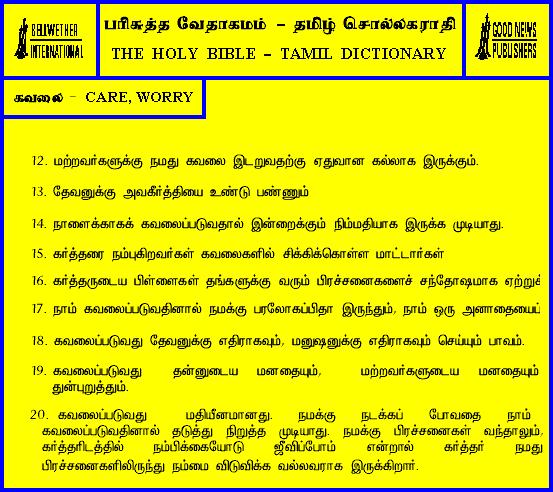 BELLWETHER
INTERNATIONAL
பரிசுத்த வேதாகமம் - தமிழ் சொல்லகராதி
THE HOLY BIBLE - TAMIL DICTIONARY
GOOD NEWS
PUBLISHERS
கவலை - CARE, WORRY
12. மற்றவர்களுக்கு நமது கவலை இடறுவதற்கு ஏதுவான கல்லாக இருக்கும்.
13. தேவனுக்கு அவகீர்த்தியை உண்டு பண்ணும்
14. நாளைக்காகக் கவலைப்படுவதால் இன்றைக்கும் நிம்மதியாக இருக்க முடியாது.
15. கர்த்தரை நம்புகிறவர்கள் கவலைகளில் சிக்கிக்கொள்ள மாட்டார்கள்
16. கர்த்தருடைய பிள்ளைகள் தங்களுக்கு வரும் பிரச்சனைகளைச் சந்தோஷமாக ஏற்றுக்
17. நாம் கவலைப்படுவதினால் நமக்கு பரலோகப்பிதா இருந்தும், நாம் ஒரு அனாதையைப்
18. கவலைப்படுவது தேவனுக்கு எதிராகவும், மனுஷனுக்கு எதிராகவும் செய்யும் பாவம்.
19. கவலைப்படுவது தன்னுடைய மனதையும், மற்றவர்களுடைய மனதையும்
துன்புறுத்தும்.
20. கவலைப்படுவது மதியீனமானது. நமக்கு நடக்கப் போவதை நாம்
கவலைப்படுவதினால் தடுத்து நிறுத்த முடியாது. நமக்கு பிரச்சனைகள் வந்தாலும்,
கர்த்தரிடத்தில் நம்பிக்கையோடு ஜீவிப்போம் என்றால் கர்த்தர் நமது
பிரச்சனைகளிலிருந்து நம்மை விடுவிக்க வல்லவராக இருக்கிறார்.